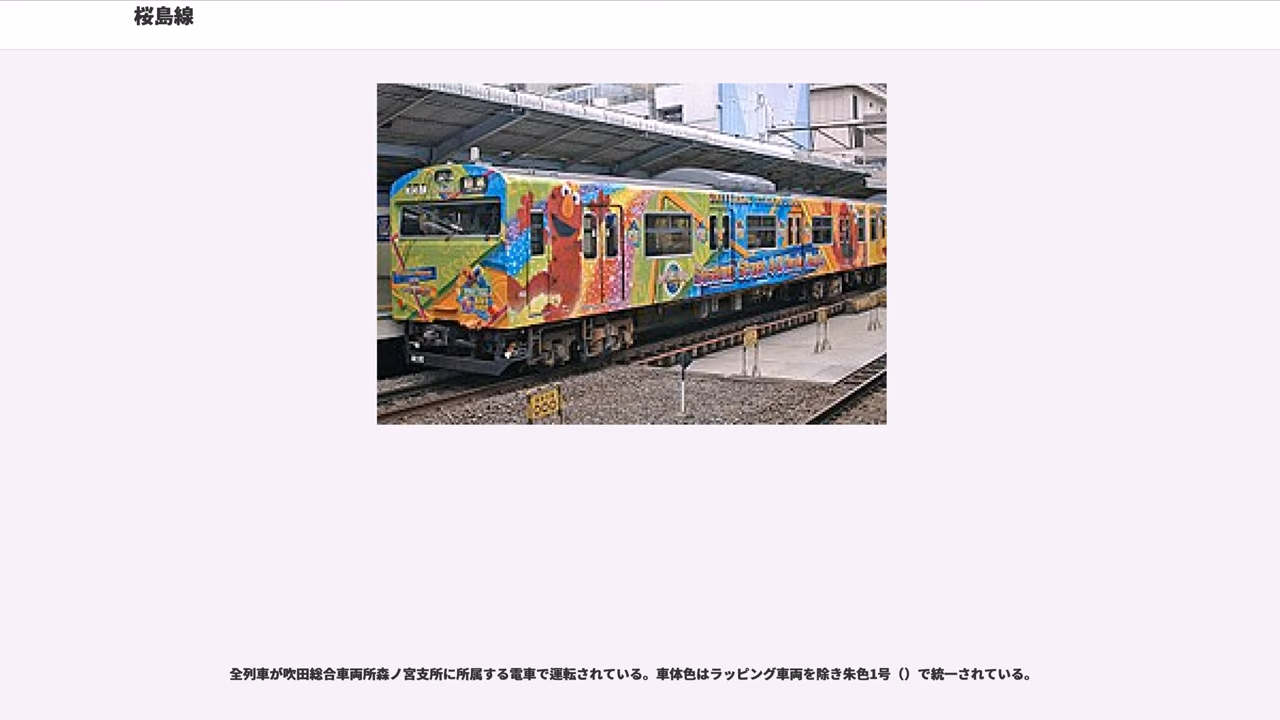 桜島線
全列車が吹田総合車両所森ノ宮支所に所属する電車で運転されている。車体色はラッピング車両を除き朱色1号（）で統一されている。